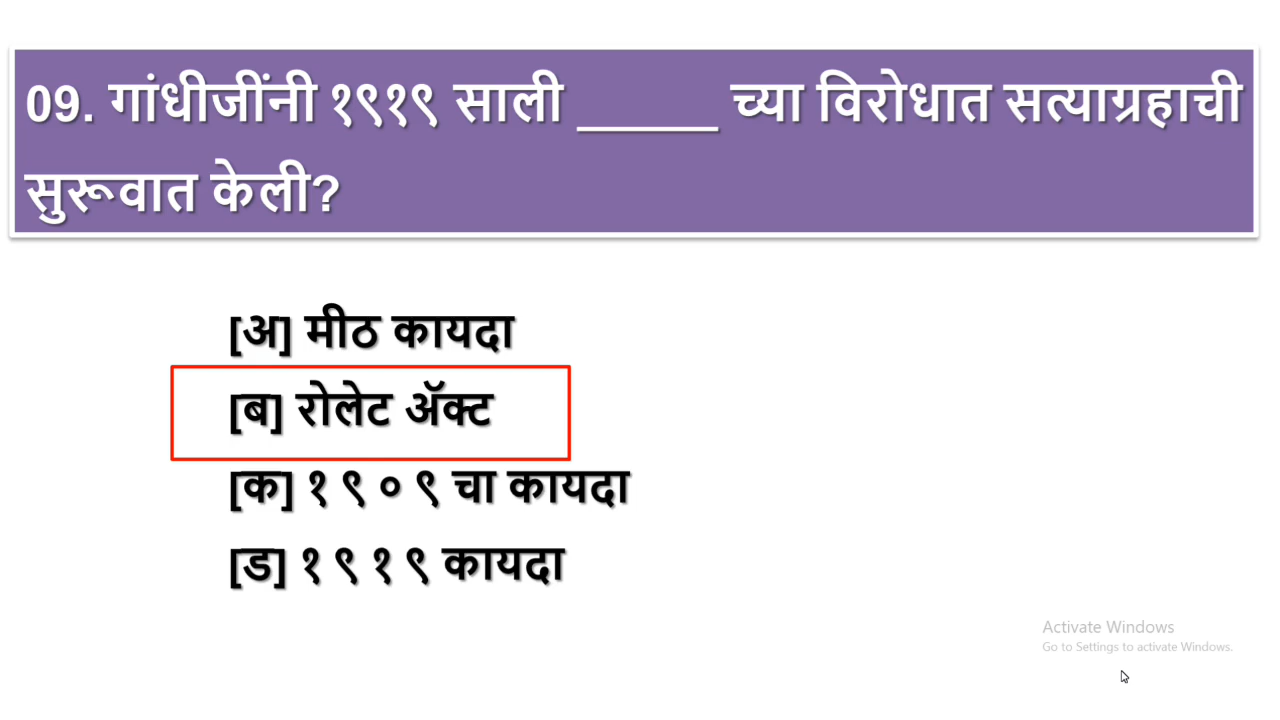 09. गांधीजींनी १९१९ साली _____ च्या विरोधात सत्याग्रहाची
सुरूवात केली?
[अ] मीठ कायदा
[ब] रोलेट ॲक्ट
[क] १ ९ ० ९ चा कायदा
[ड] १ ९ १ ९ कायदा
Activate Windows
Go to Settings to activate Windows.